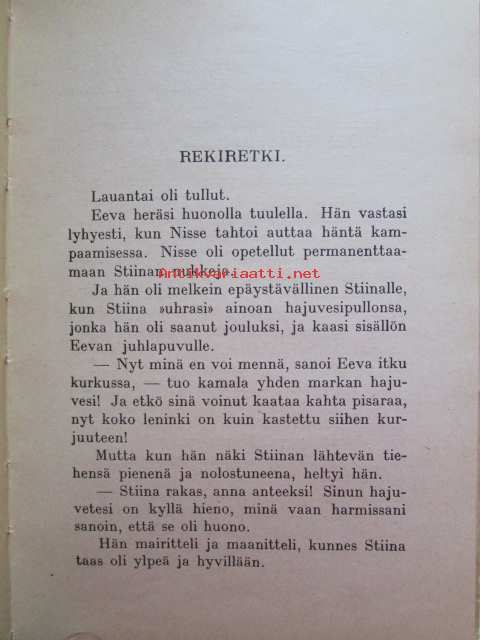 REKIRETKI.
Lauantai oli tullut.
Eeva heräsi huonolla tuulella. Hän vastasi
lyhyesti, kun Nisse tahtoi auttaa häntä kam-
paamisessa. Nisse oli opetellut permanenttaa-
maan Stiinan nukkeja.
Antikvariaatti.net
Ja hän oli melkein epäystävällinen Stiinalle,
kun Stiina »uhrasi» ainoan hajuvesipullonsa,
jonka hän oli saanut jouluksi, ja kaasi sisällön
Eevan juhlapuvulle.
— Nyt minä en voi mennä, sanoi Eeva itku
kurkussa, — tuo kamala yhden markan haju-
vesi! Ja etkö sinä voinut kaataa kahta pisaraa,
nyt koko leninki on kuin kastettu siihen kur-
juuteen!
Mutta kun hän näki Stiinan lähtevän tie-
hensä pienenä ja nolostuneena, heltyi hän.
— Stiina rakas, anna anteeksi! Sinun haju-
vetesi on kyllä hieno, minä vaan harmissani
sanoin, että se oli huono.
Hän mairitteli ja maanitteli, kunnes Stiina
taas oli ylpeä ja hyvillään.